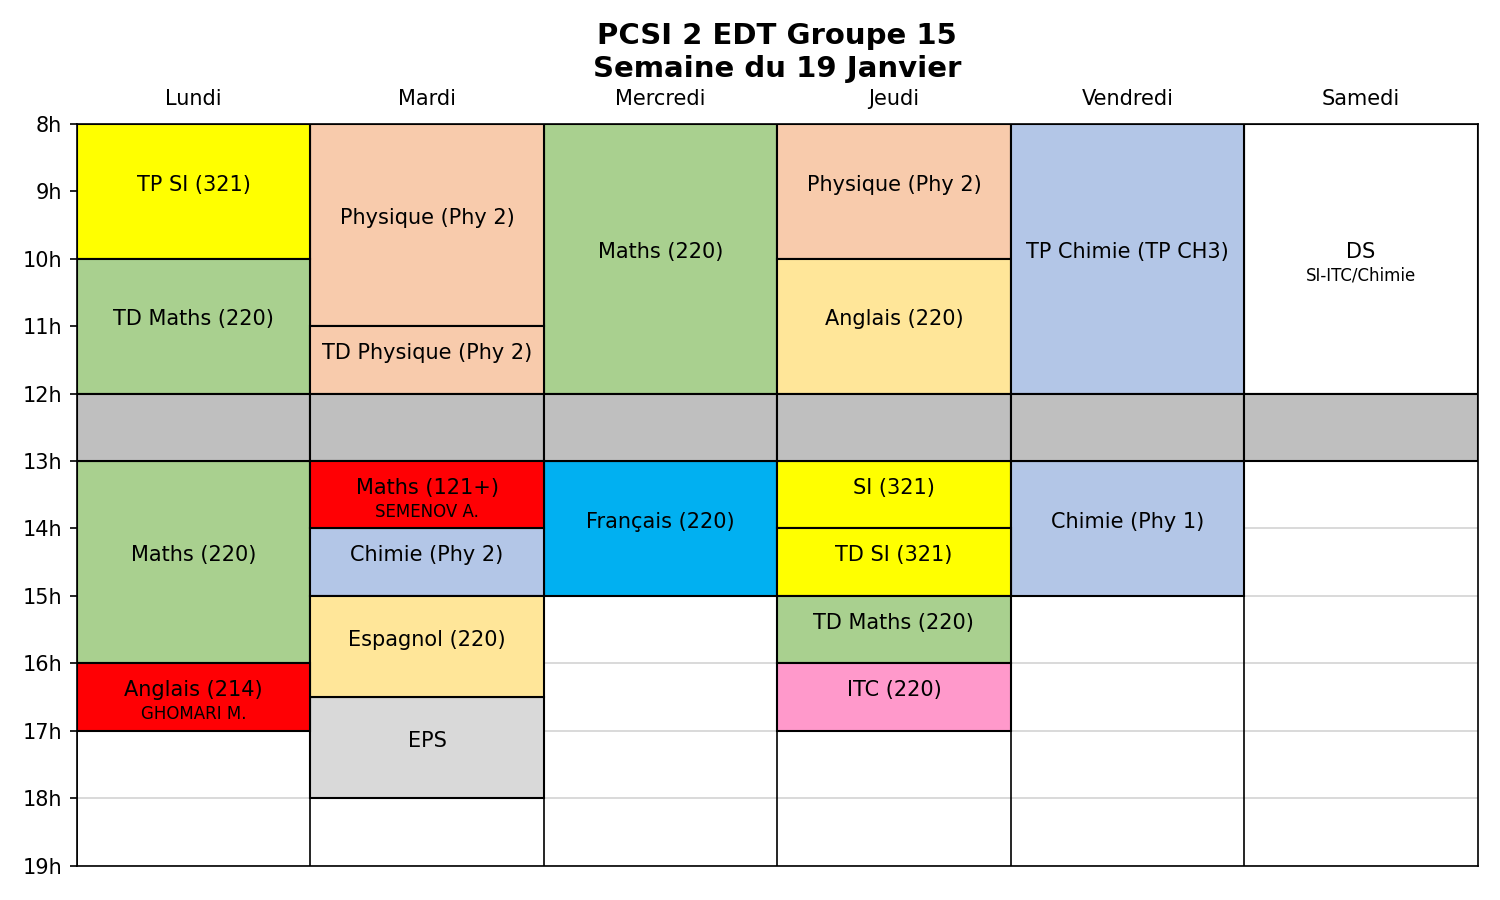 PCSI 2 EDT Groupe 15
Semaine du 19 Janvier
Lundi
Mardi
Mercredi
Jeudi
Vendredi
Samedi
8h
9h
10h
11h
12h
13h
14h
15h
16h
17h
18h
19h
TP SI (321)
TD Maths (220)
Maths (220)
Anglais (214)
GHOMARI M.
Physique (Phy 2)
TD Physique (Phy 2)
Maths (121+)
SEMENOV A.
Chimie (Phy 2)
Espagnol (220)
EPS
Maths (220)
Français (220)
Physique (Phy 2)
Anglais (220)
SI (321)
TD SI (321)
TD Maths (220)
ITC (220)
TP Chimie (TP CH3)
Chimie (Phy 1)
DS
SI-ITC/Chimie